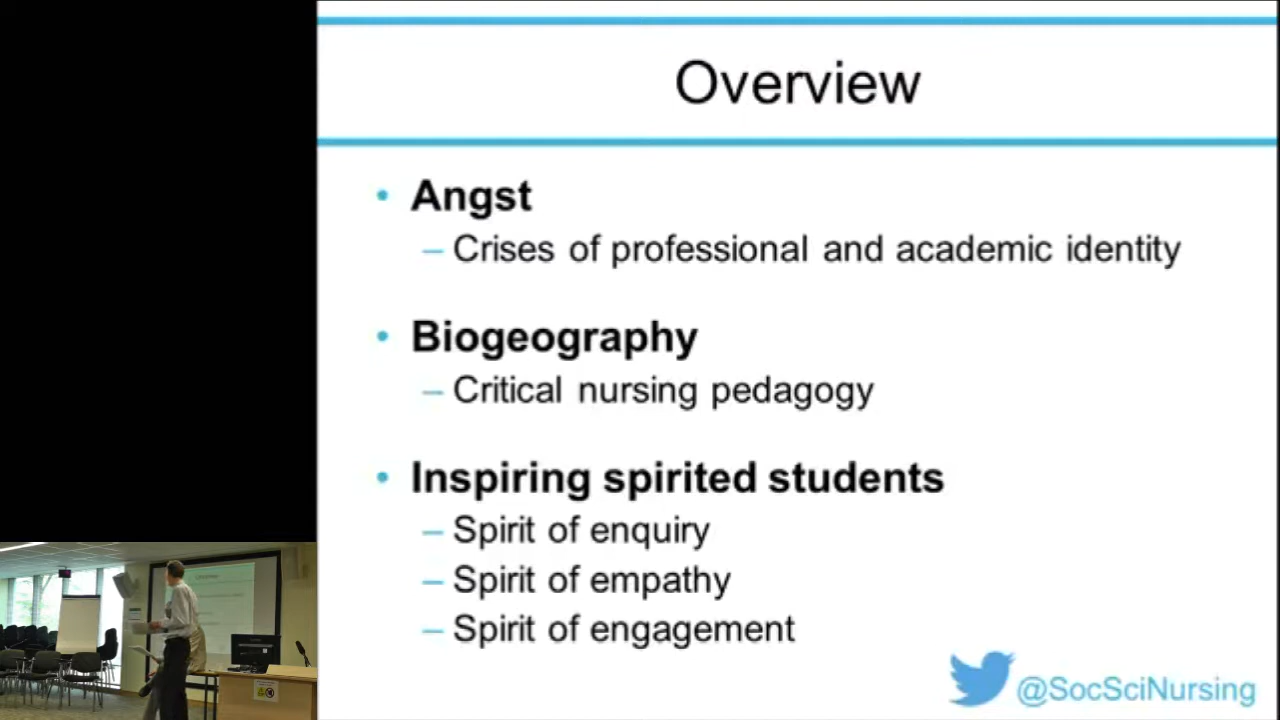 Overview
• Angst
– Crises of professional and academic identity
• Biogeography
– Critical nursing pedagogy
• Inspiring spirited students
– Spirit of enquiry
– Spirit of empathy
– Spirit of engagement
@SocSciNursing